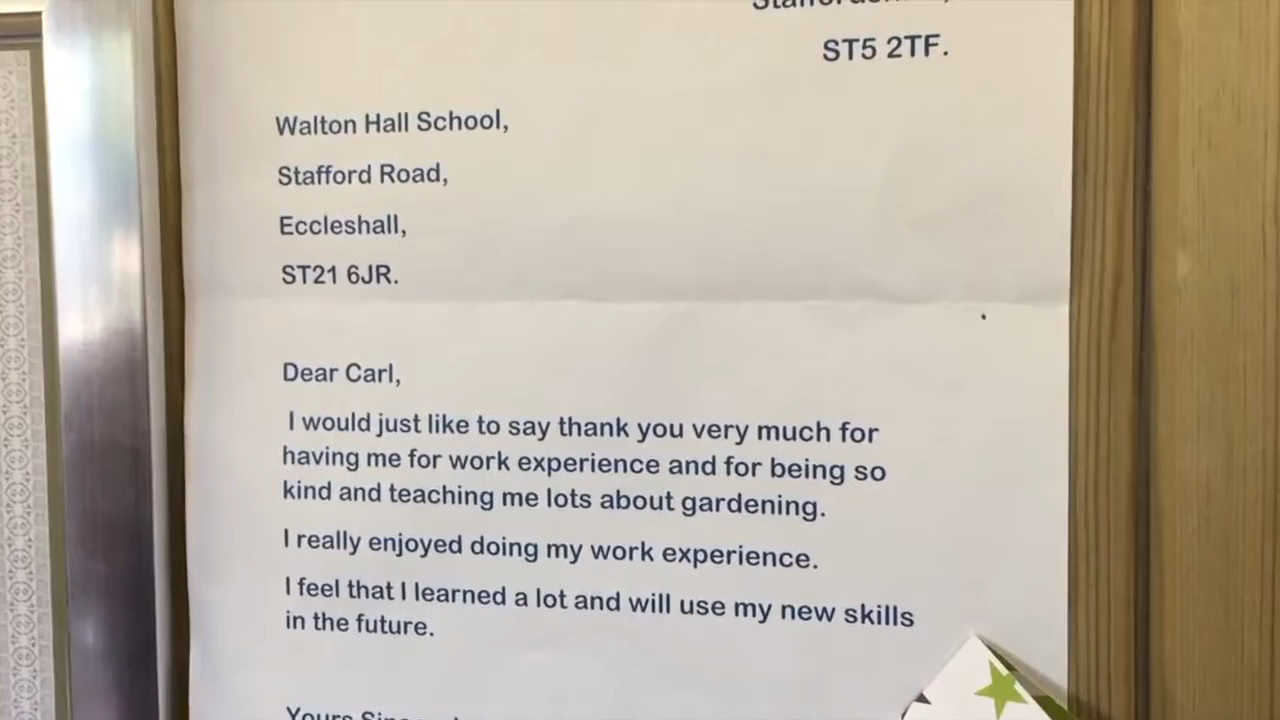 ST5 2TF.
Walton Hall School,
Stafford Road,
Eccleshall,
ST21 6JR.
Dear Carl,
I would just like to say thank you very much for
having me for work experience and for being so
kind and teaching me lots about gardening.
I really enjoyed doing my work experience.
I feel that I learned a lot and will use my new skills
in the future.
Yours